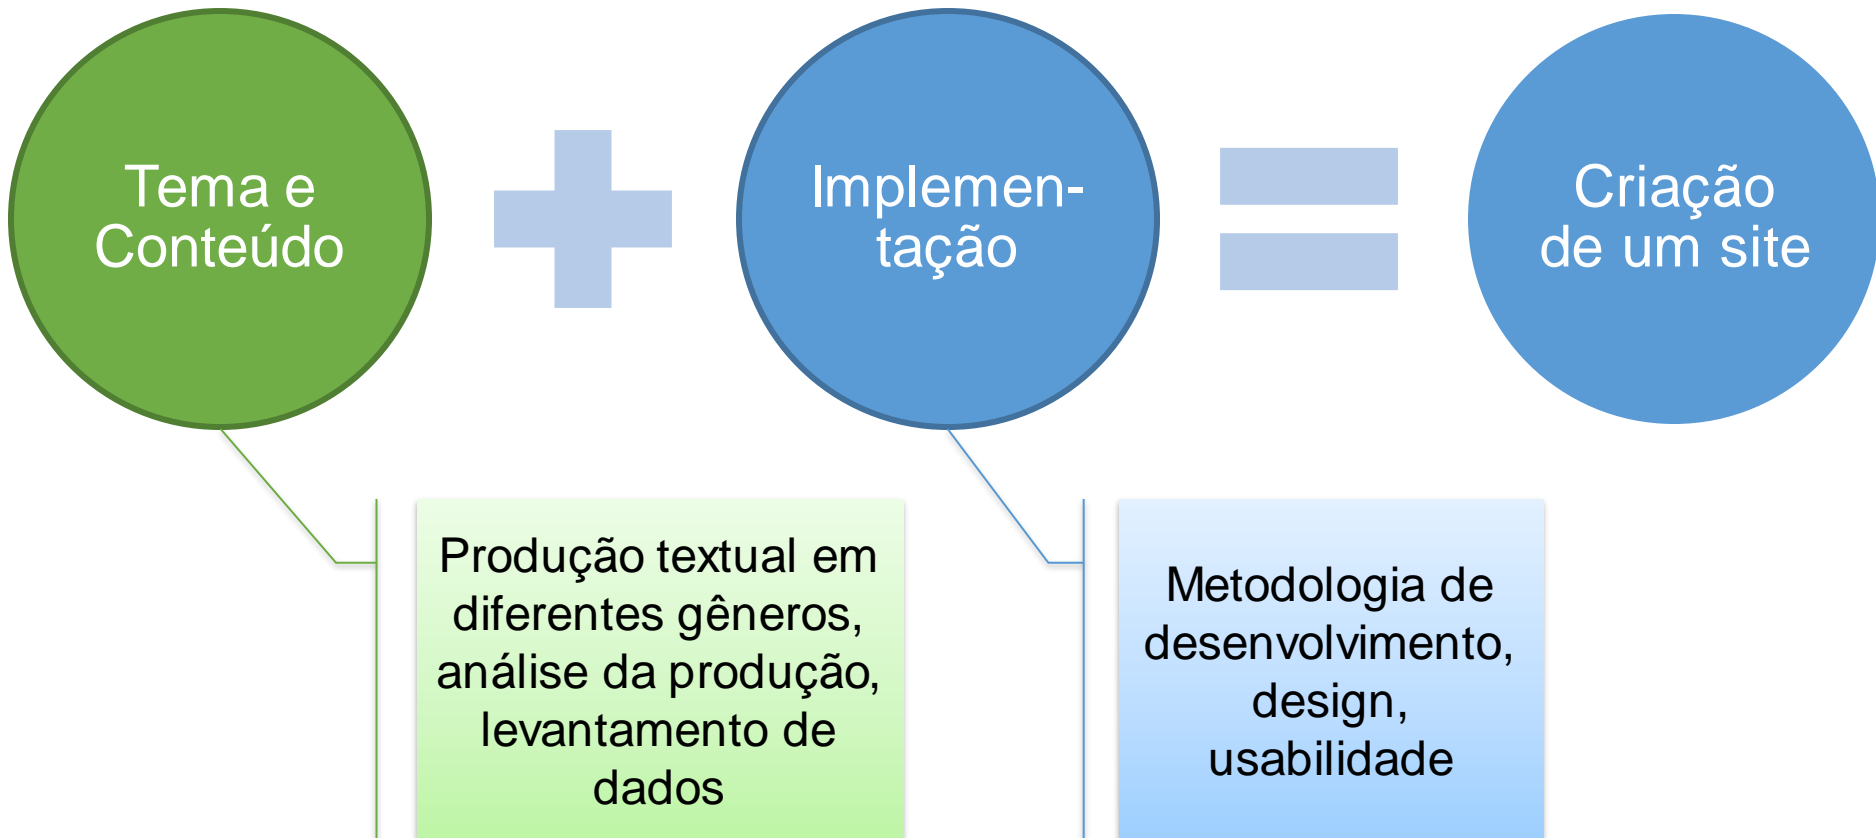 Tema e
Conteúdo
Implemen-
tação
Criação
de um site
Produção textual em
diferentes gêneros,
análise da produção,
levantamento de
dados
Metodologia de
desenvolvimento,
design,
usabilidade